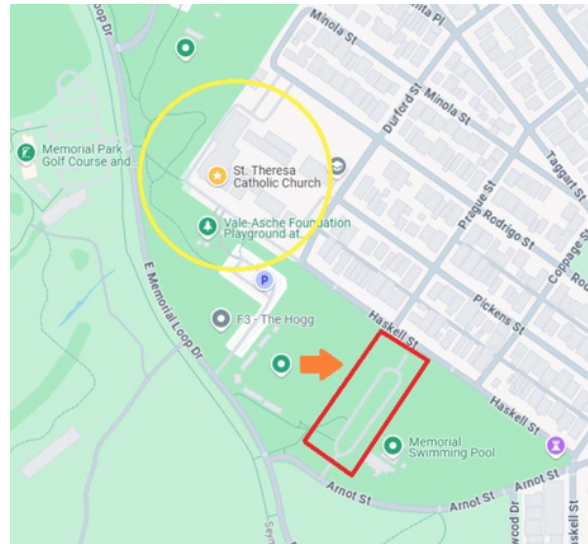 Loop Dr
Minola St
Durford St
Minola St
Taggart St
Memorial Park
Golf Course and ...
St. Theresa
Catholic Church
Prague St
Rodrigo St
Coppage St
Vale-Asche Foundation
Playground at...
E Memorial Loop Dr
P
Pickens St
F3 - The Hogg
Haskell St
Haskell St
Memorial
Swimming Pool
Arnot St
Arnot St
Arnot St